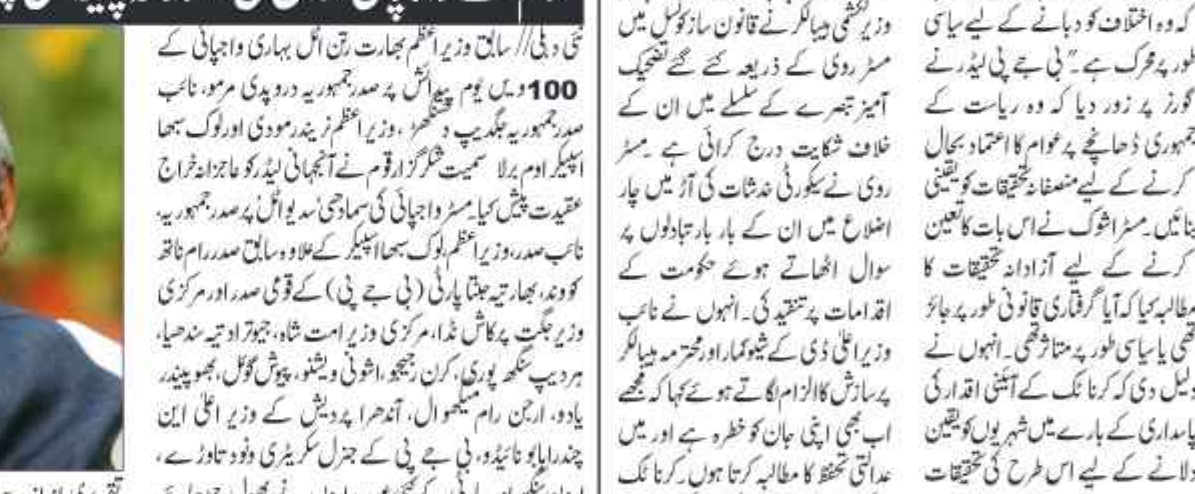 کہ وہ اختلاف کو دبانے کے لیے سیاسی
طور پر محرک ہے۔“ بی جے پی لیڈر نے
گورنر پر زور دیا کہ وہ ریاست کے
جمہوری ڈھانچے پر عوام کا اعتماد بحال
کرنے کے لیے منصفانہ تحقیقات کو یقینی
بنائیں۔ مسٹر اشوک نے اس بات کا تعین
کرنے کے لیے آزادانہ تحقیقات کا
مطالبہ کیا کہ آیا گرفتاری قانونی طور پر جائز
تھی یا سیاسی طور پر متاثر تھی۔ انہوں نے
دلیل دی کہ کرناٹک کے آئینی اقدار کی
پاسداری کے بارے میں شہریوں کو یقین
دلانے کے لیے اس طرح کی تحقیقات
وزیر لکشمی ہیبالکر نے قانون ساز کونسل میں
مسٹر روی کے ذریعہ کئے گئے تضحیک
آمیز تبصرے کے سلسلے میں ان کے
خلاف شکایت درج کرائی ہے ۔مسٹر
روی نے سیکورٹی خدشات کی آڑ میں چار
اضلاع میں ان کے بار بار تبادلوں پر
سوال اٹھاتے ہوئے حکومت کے
اقدامات پر تنقید کی۔ انہوں نے نائب
وزیر اعلیٰ ڈی کے شیوکمار اور محترمہ ہیبالکر
پر سازش کا الزام لگاتے ہوئے کہا کہ مجھے
اب بھی اپنی جان کو خطرہ ہے اور میں
عدالتی تحفظ کا مطالبہ کرتا ہوں۔ کرناٹک
نئی دہلی// سابق وزیر اعظم بھارت رتن اٹل بہاری واجپائی کے
100ویں یوم پیدائش پر صدر جمہوریہ دروپدی مرمو، نائب
صدر جمہوریہ جگدیپ دھنکھڑ ،وزیر اعظم نریندر مودی اور لوک سبھا
اسپیکر اوم برلا سمیت شکر گزار قوم نے آنجہانی لیڈر کو عاجزانہ خراج
عقیدت پیش کیا۔ مسٹر واجپائی کی سمادھی ’سدیو اٹل‘ پر صدر جمہوریہ،
نائب صدر، وزیر اعظم، لوک سبھا اسپیکر کے علاوہ سابق صدر رام ناتھ
کووند، بھارتیہ جنتا پارٹی (بی جے پی) کے قومی صدر اور مرکزی
وزیر جگت پرکاش نڈا، مرکزی وزیر امت شاہ، جیوترادتیہ سندھیا،
ہردیپ سنگھ پوری، کرن رجیجو، اشونی ویشنو، پیوش گوئل، بھوپیندر
یادو، ارجن رام میگھوال، آندھرا پردیش کے وزیر اعلیٰ این
چندرابابو نائیڈو، بی جے پی کے جنرل سکریٹری ونود تاوڑے ،